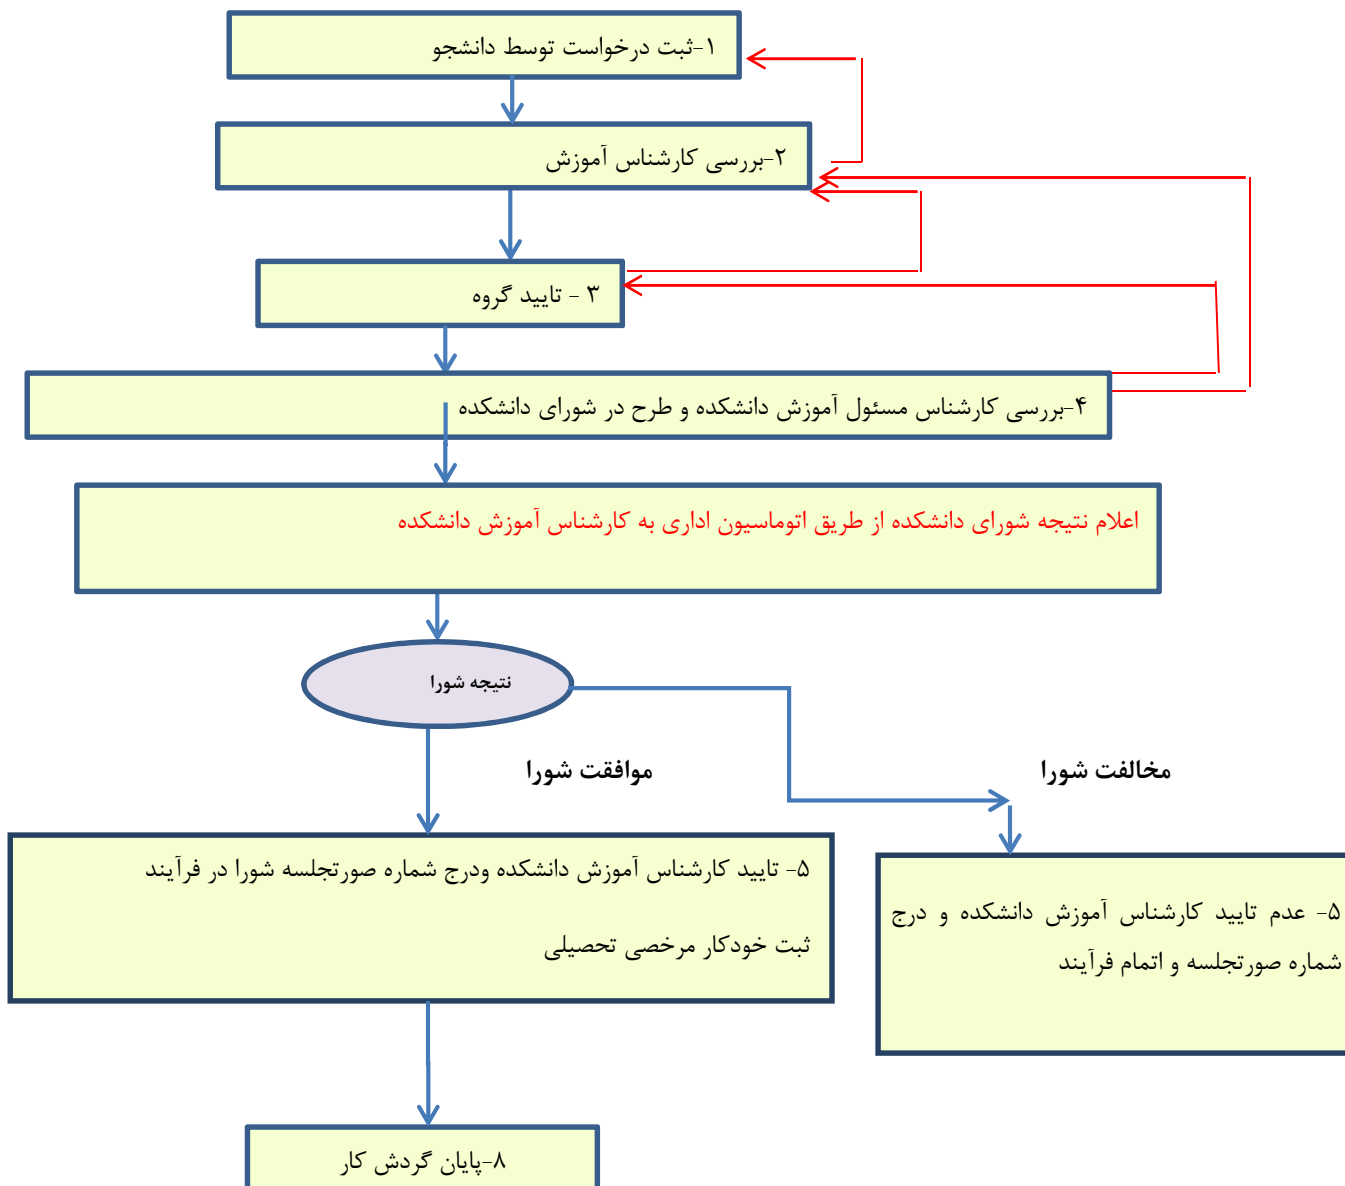 ۱-ثبت درخواست توسط دانشجو
۲-بررسی کارشناس آموزش
۳ - تایید گروه
۴-بررسی کارشناس مسئول آموزش دانشکده و طرح در شورای دانشکده
اعلام نتیجه شورای دانشکده از طریق اتوماسیون اداری به کارشناس آموزش دانشکده
نتیجه شورا
موافقت شورا
مخالفت شورا
۵- تایید کارشناس آموزش دانشکده ودرج شماره صورتجلسه شورا در فرآیند
ثبت خودکار مرخصی تحصیلی
۵- عدم تایید کارشناس آموزش دانشکده و درج
شماره صورتجلسه و اتمام فرآیند
۸-پایان گردش کار